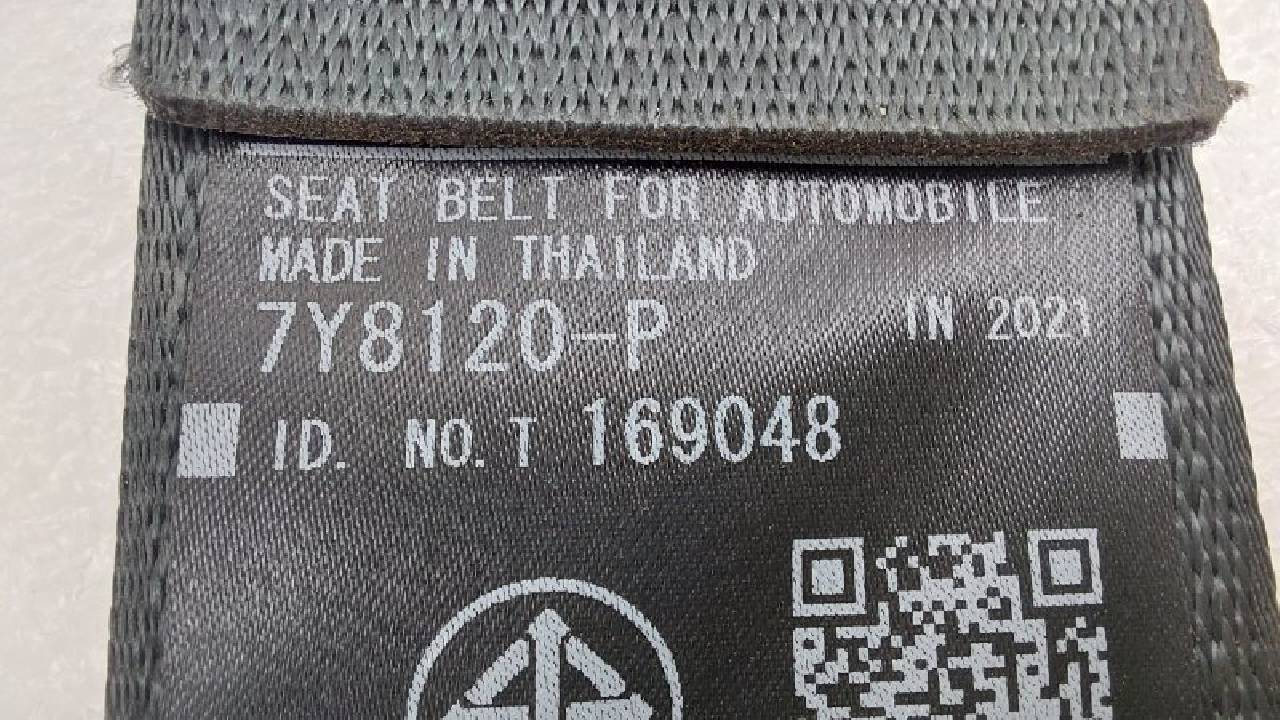 SEAT BELT FOR AUTOMOBILE
MADE IN THAILAND
7Y8120-P IN 2021
ID. NO.T 169048